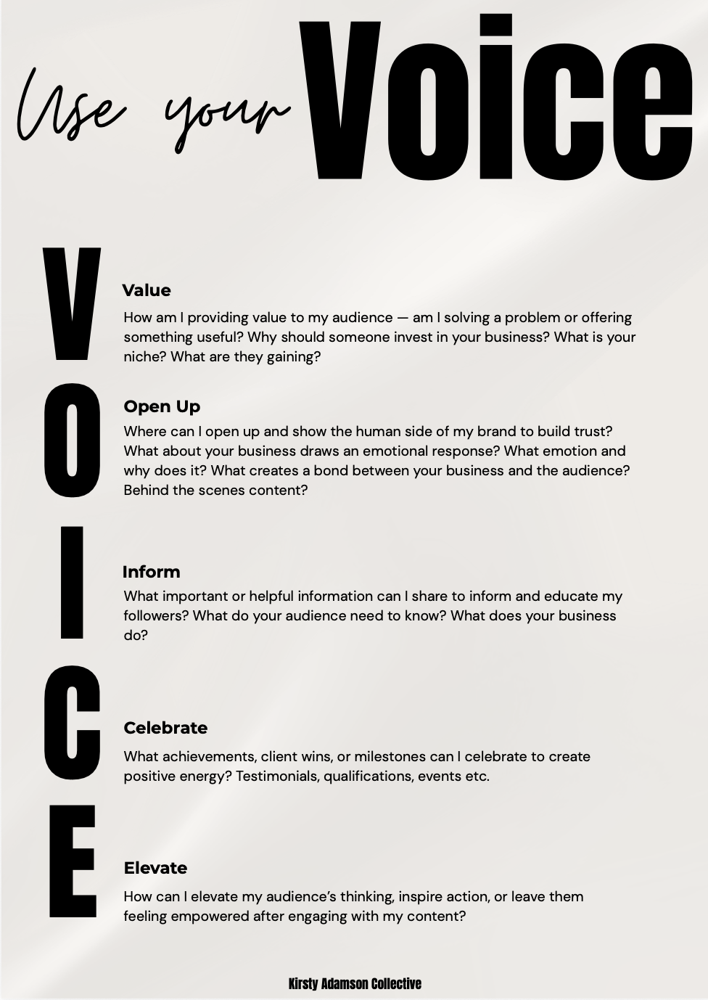 Use your Voice
V
Value
How am I providing value to my audience — am I solving a problem or offering
something useful? Why should someone invest in your business? What is your
niche? What are they gaining?
O
Open Up
Where can I open up and show the human side of my brand to build trust?
What about your business draws an emotional response? What emotion and
why does it? What creates a bond between your business and the audience?
Behind the scenes content?
I
Inform
What important or helpful information can I share to inform and educate my
followers? What do your audience need to know? What does your business
do?
C
Celebrate
What achievements, client wins, or milestones can I celebrate to create
positive energy? Testimonials, qualifications, events etc.
E
Elevate
How can I elevate my audience’s thinking, inspire action, or leave them
feeling empowered after engaging with my content?
Kirsty Adamson Collective